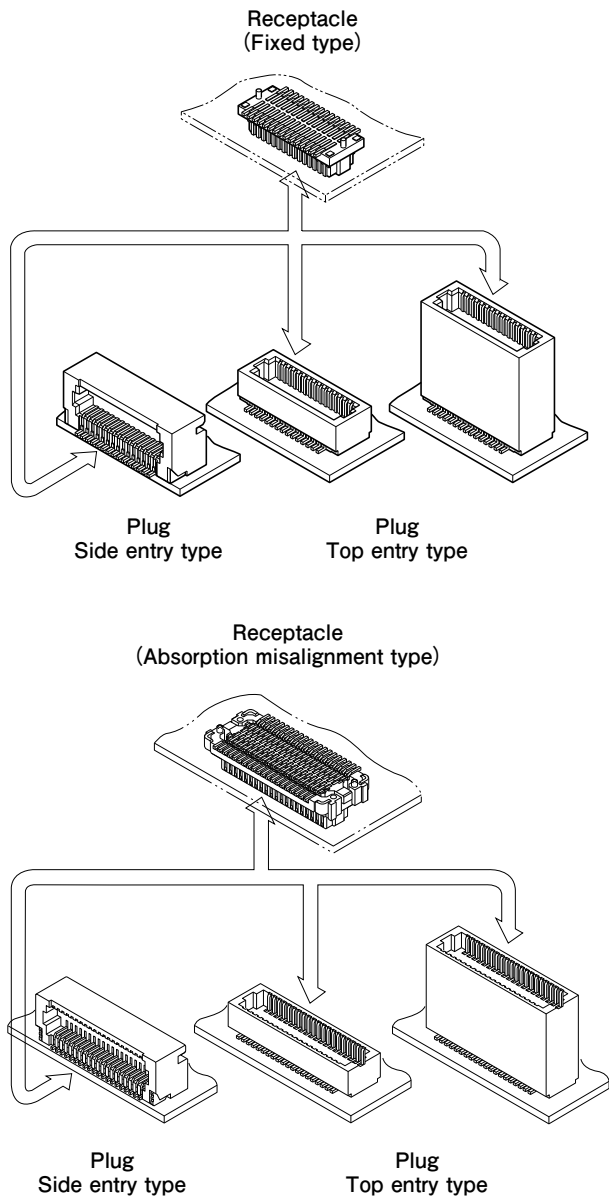 Receptacle
(Fixed type)
Plug
Side entry type
Plug
Top entry type
Receptacle
(Absorption misalignment type)
Plug
Side entry type
Plug
Top entry type